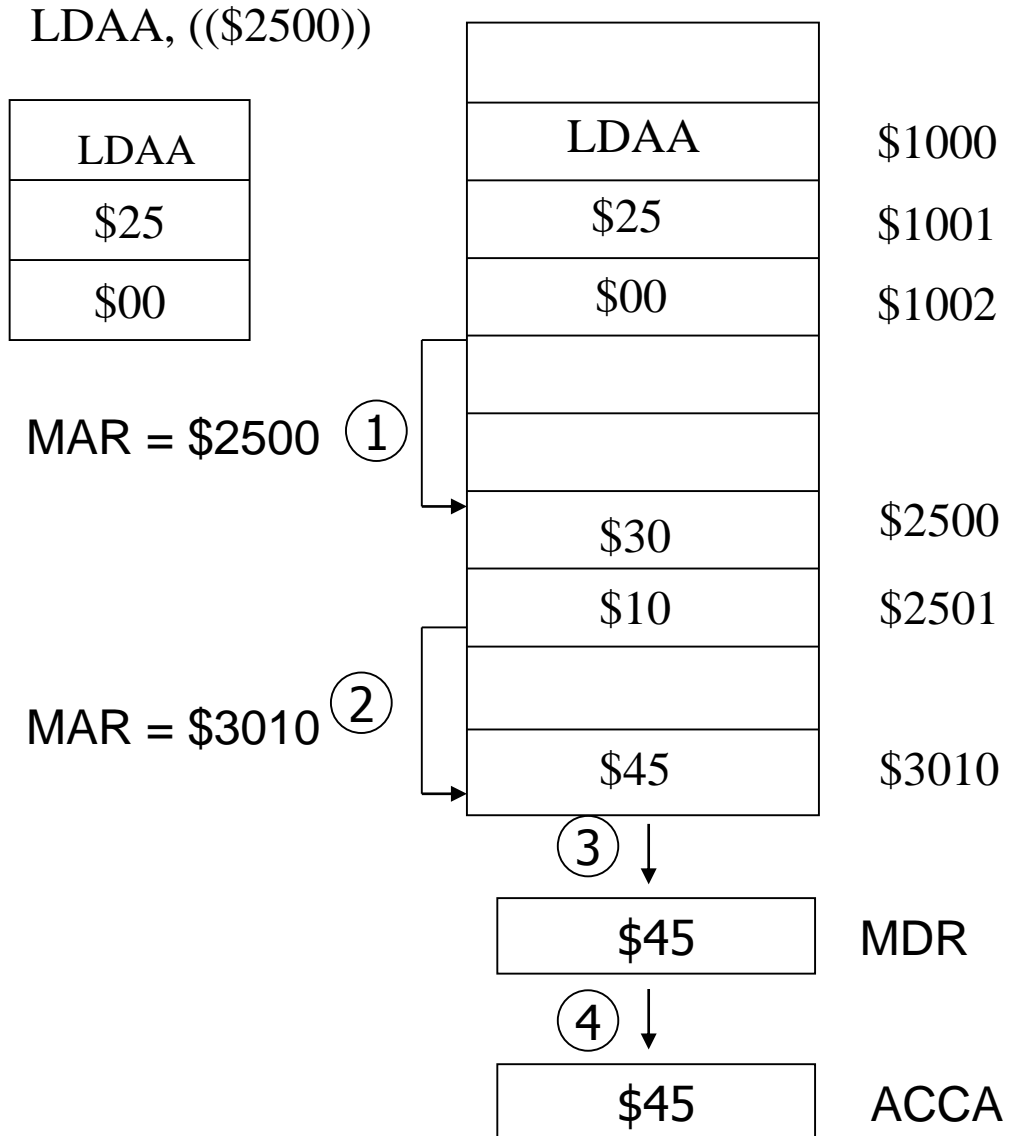 LDAA, (($2500))
LDAA
$25
$00
LDAA $1000
$25 $1001
$00 $1002
MAR = $2500 1
$30 $2500
$10 $2501
MAR = $3010 2
$45 $3010
3
$45 MDR
4
$45 ACCA